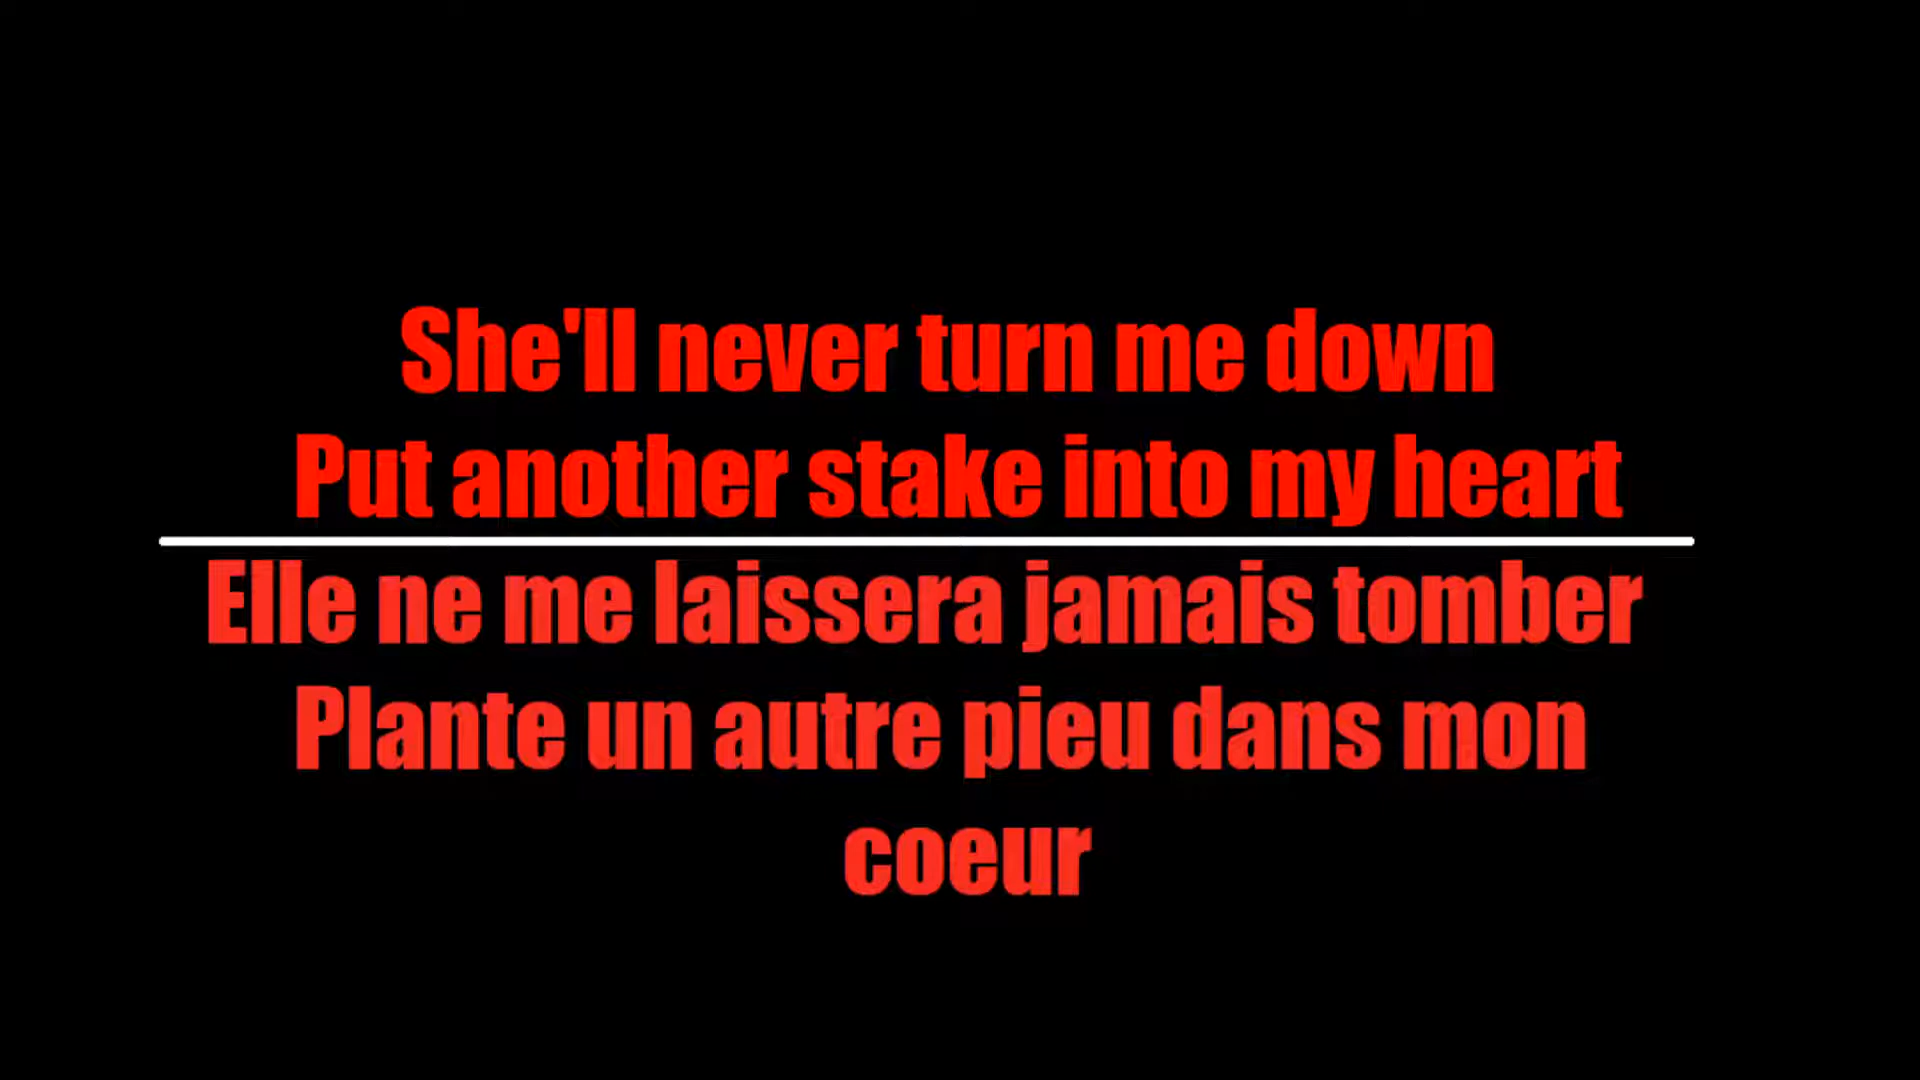 She'll never turn me down
Put another stake into my heart
Elle ne me laissera jamais tomber
Plante un autre pieu dans mon
coeur